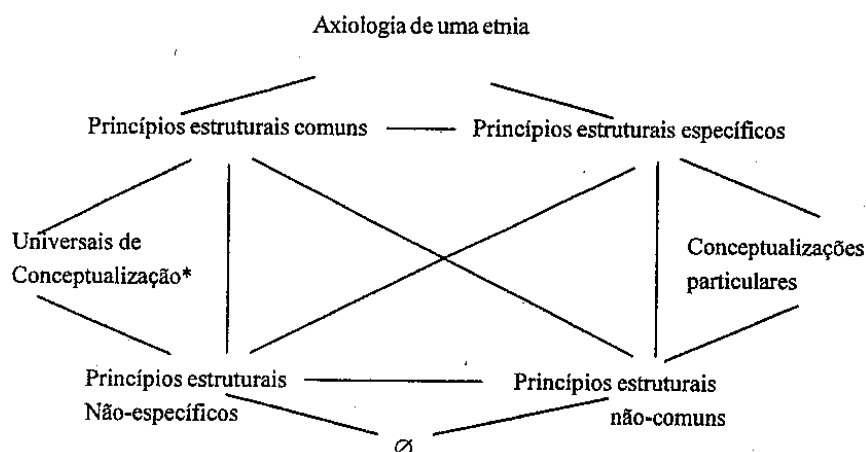 Axiologia de uma etnia
Princípios estruturais comuns
Princípios estruturais específicos
Universais de
Conceptualização*
Conceptualizações
particulares
Princípios estruturais
Não-específicos
Princípios estruturais
não-comuns
∅